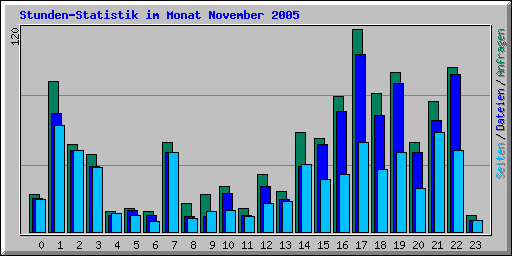 Stunden-Statistik im Monat November 2005
120
Seiten/Dateien/Anfragen
0 1 2 3 4 5 6 7 8 9 10 11 12 13 14 15 16 17 18 19 20 21 22 23